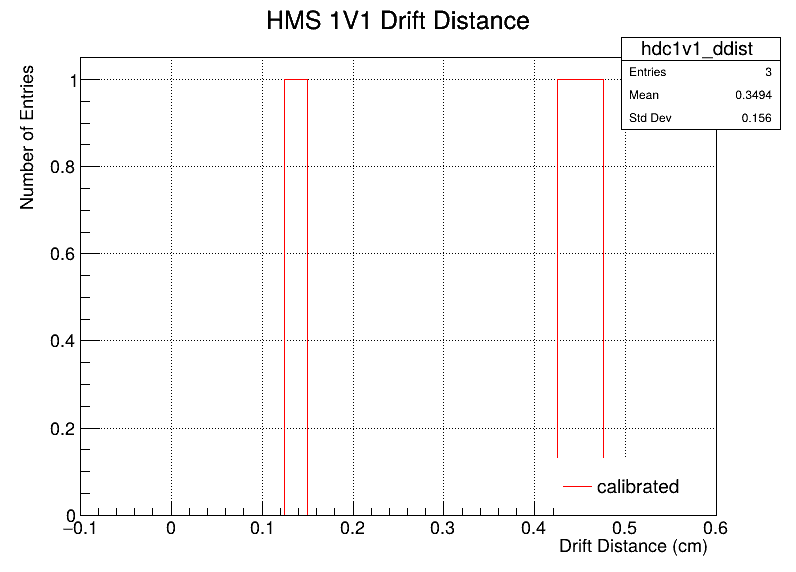 HMS 1V1 Drift Distance
hdc1v1_ddist
Entries 3
Mean 0.3494
Std Dev 0.156
Number of Entries
1
0.8
0.6
0.4
0.2
0
−0.1 0 0.1 0.2 0.3 0.4 0.5 0.6
calibrated
Drift Distance (cm)